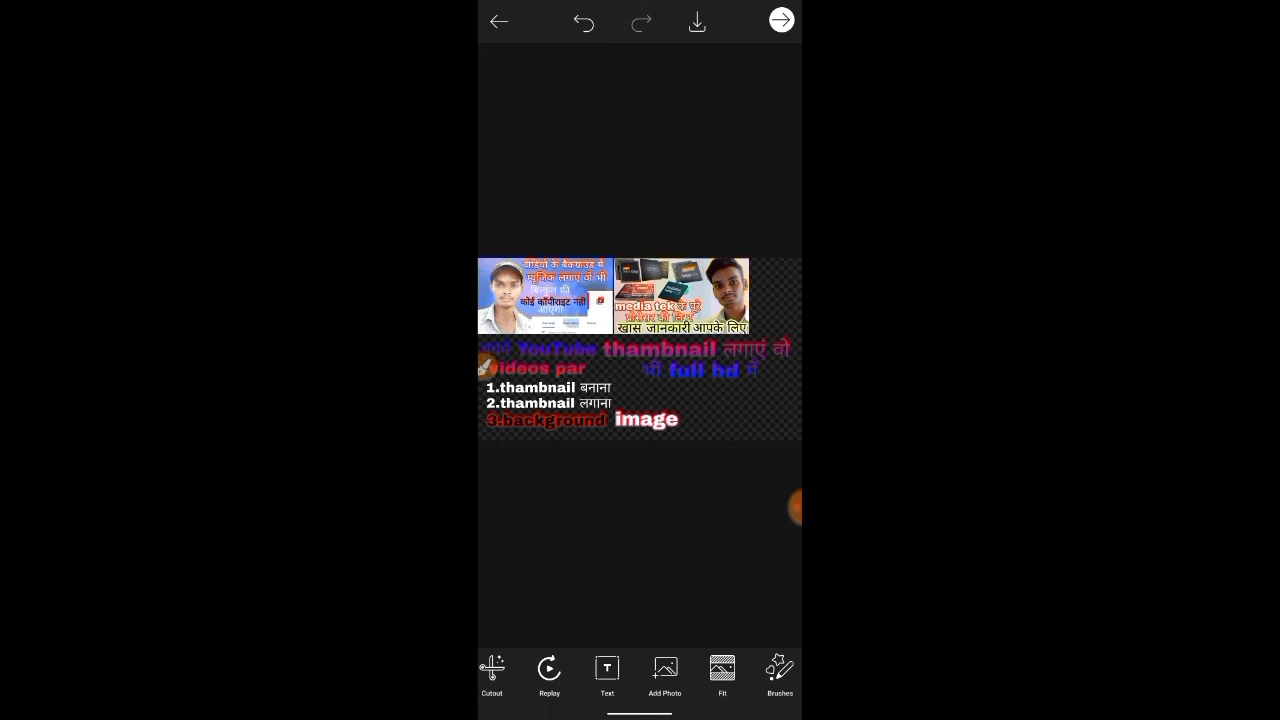 वीडियो के बैकग्राउंड में
म्यूजिक लगाए वो भी
बिल्कुल फ्री
कोई कॉपीराइट नहीं
आएगा
media tek के पूरे
खास जानकारी आपके लिए
YouTube thambnail लगाएं वो
videos par भी full hd में
1.thambnail बनाना
2.thambnail लगाना
3.background image
Cutout Replay Text Add Photo Fit Brushes